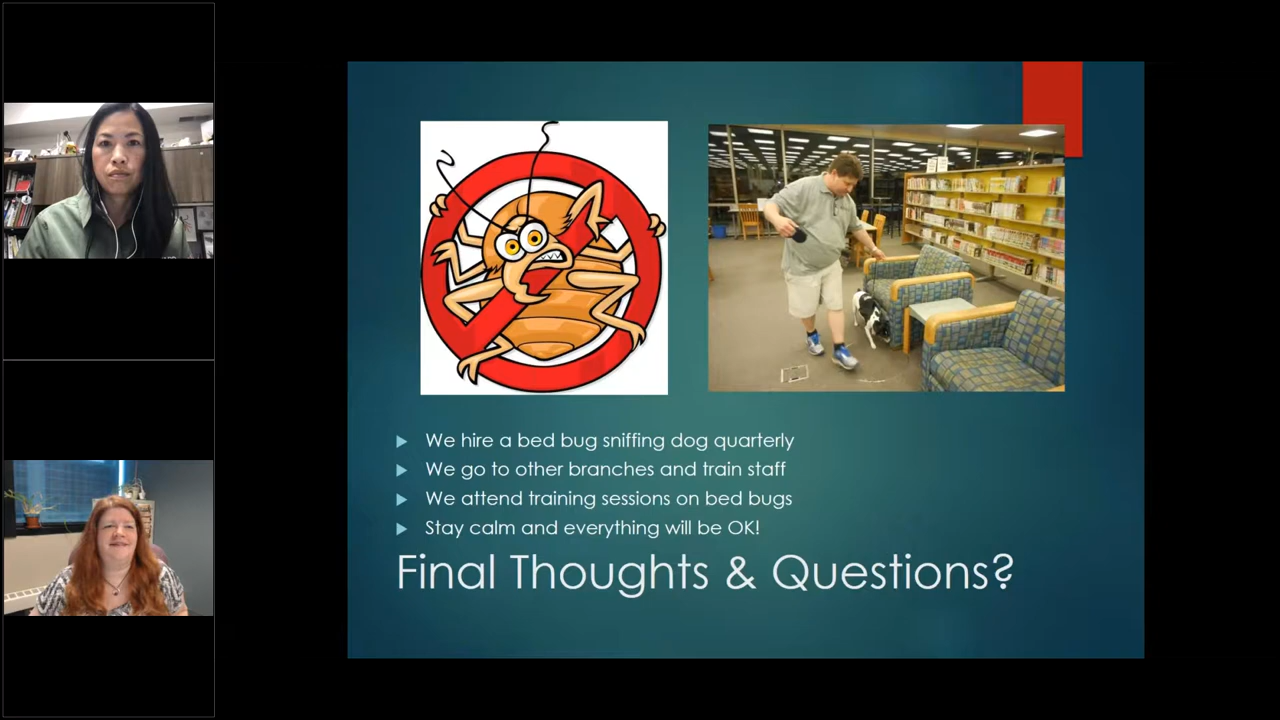 We hire a bed bug sniffing dog quarterly
We go to other branches and train staff
We attend training sessions on bed bugs
Stay calm and everything will be OK!
Final Thoughts & Questions?